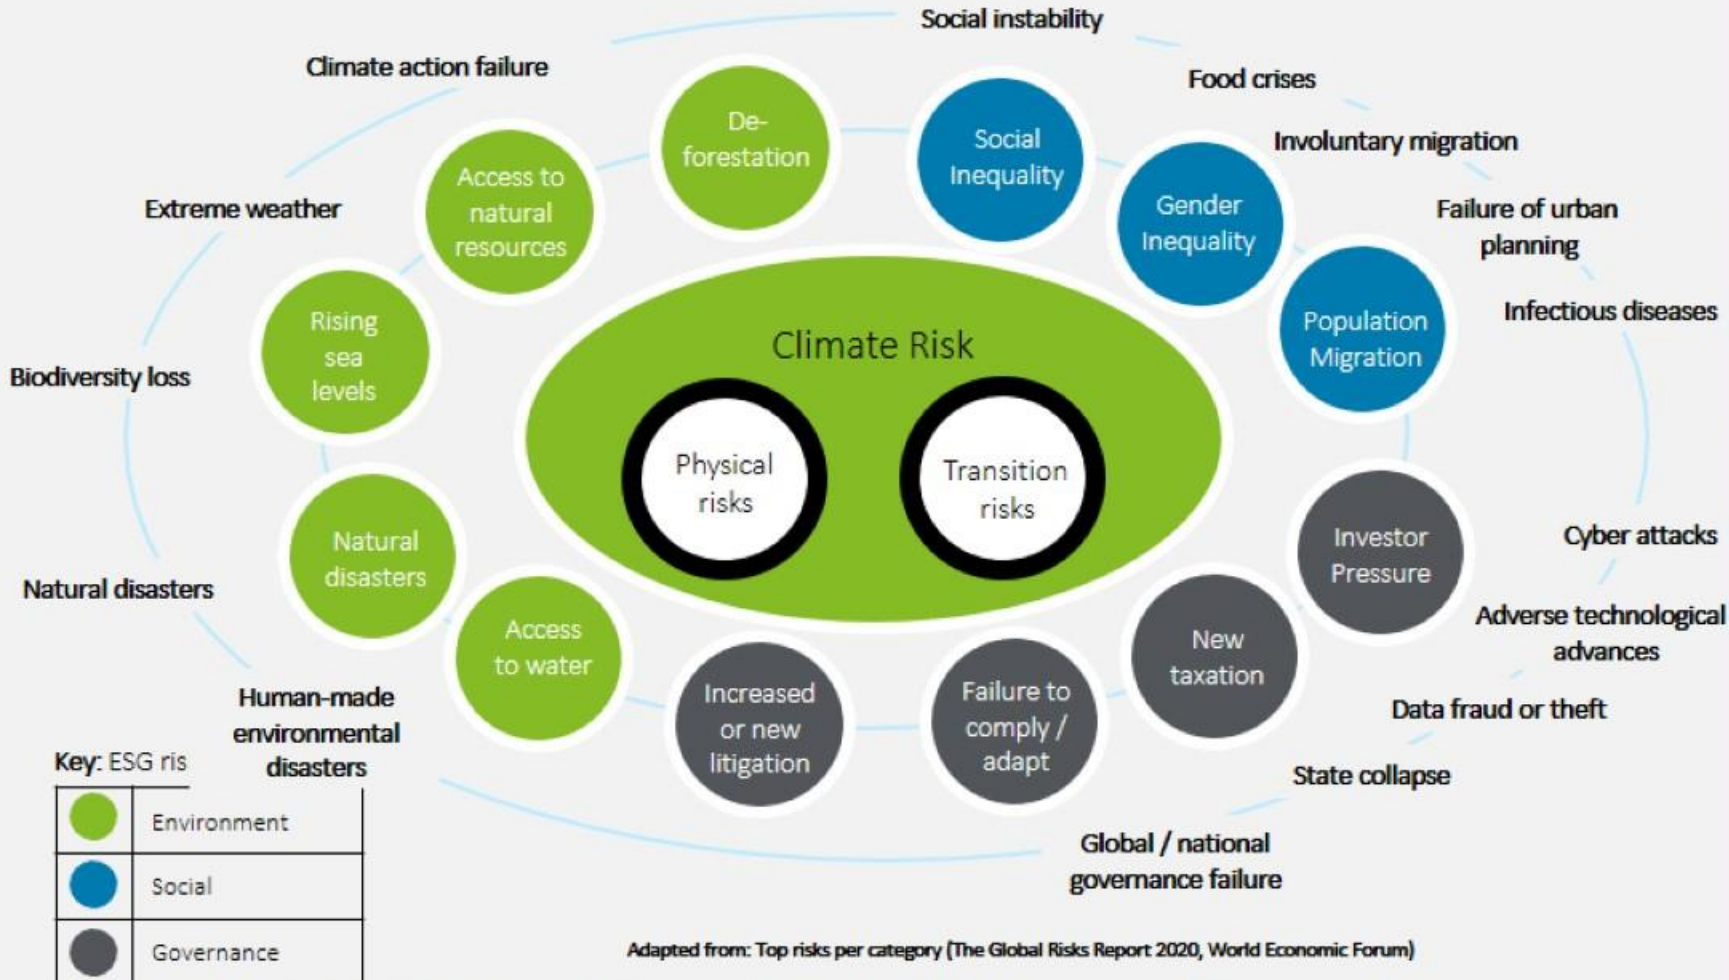 Social instability
Climate action failure
Food crises
Involuntary migration
Extreme weather
Failure of urban
planning
Infectious diseases
Biodiversity loss
Cyber attacks
Natural disasters
Adverse technological
advances
Human-made
environmental
disasters
Data fraud or theft
State collapse
Global / national
governance failure
De-
forestation
Social
Inequality
Access to
natural
resources
Gender
Inequality
Rising
sea
levels
Population
Migration
Climate Risk
Physical
risks
Transition
risks
Natural
disasters
Investor
Pressure
Access
to water
New
taxation
Increased
or new
litigation
Failure to
comply /
adapt
Key: ESG ris
Environment
Social
Governance
Adapted from: Top risks per category (The Global Risks Report 2020, World Economic Forum)